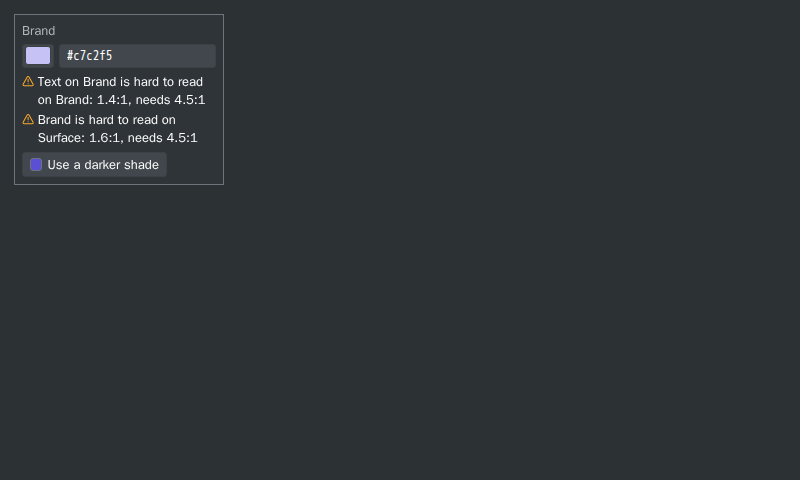 Brand
#c7c2f5
Text on Brand is hard to read
on Brand: 1.4:1, needs 4.5:1
Brand is hard to read on
Surface: 1.6:1, needs 4.5:1
Use a darker shade